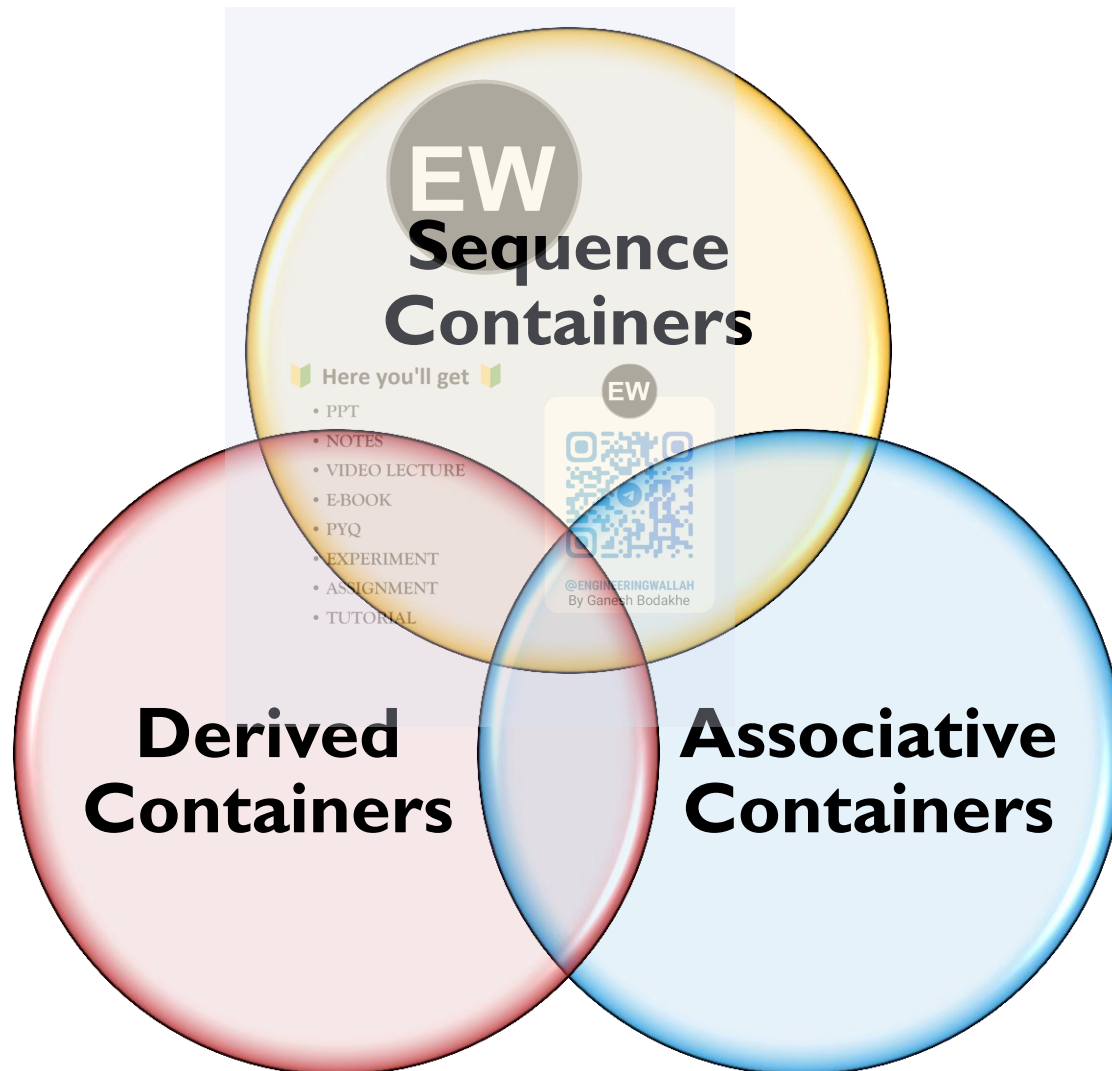 EW
Sequence
Containers
🔰 Here you'll get 🔰
• PPT
• NOTES
• VIDEO LECTURE
• E-BOOK
• PYQ
• EXPERIMENT
• ASSIGNMENT
• TUTORIAL
EW
@ENGINEERINGWALLAH
By Ganesh Bodakhe
Derived
Containers
Associative
Containers